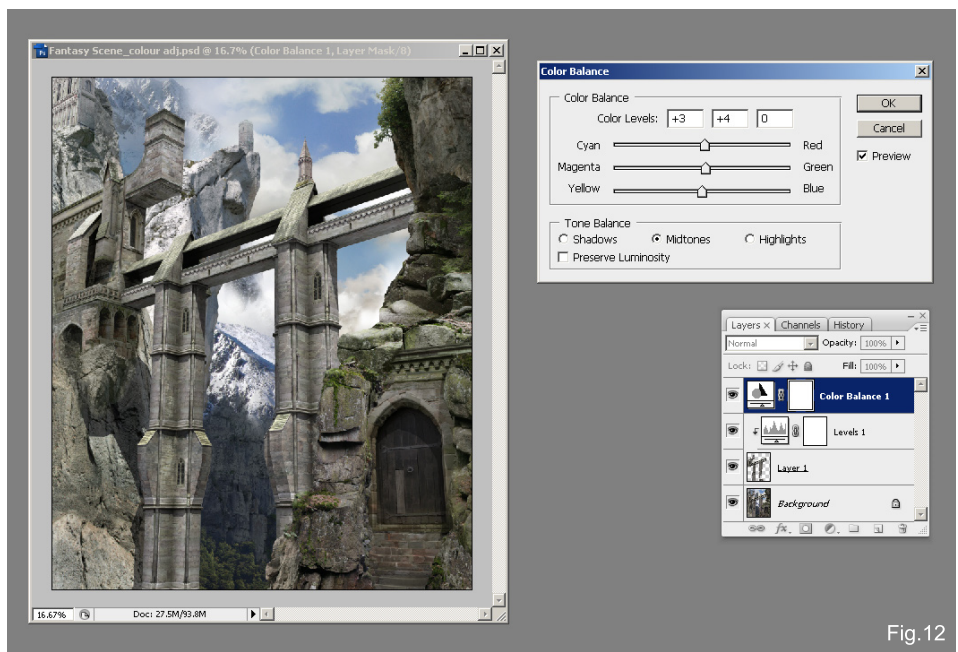 Fantasy Scene_colour adj.psd @ 16.7% (Color Balance 1, Layer Mask/8)
16.67%
Doc: 27.5M/93.8M
Color Balance
Color Balance
Color Levels: +3 +4 0
Cyan Red
Magenta Green
Yellow Blue
OK
Cancel
Preview
Tone Balance
Shadows Midtones Highlights
Preserve Luminosity
Layers × Channels History
Normal Opacity: 100%
Lock: Fill: 100%
Color Balance 1
Levels 1
Layer 1
Background
fx.
Fig.12